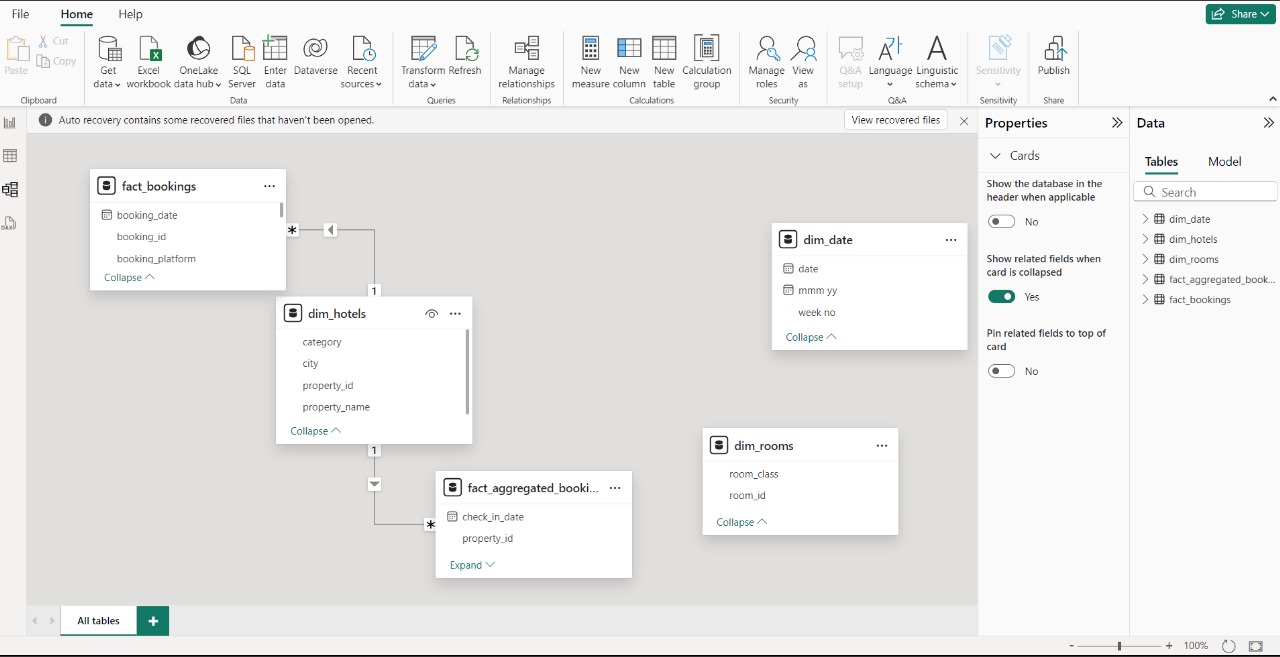 File Home Help Share
Paste Cut Copy
Get data
Excel workbook
OneLake data hub
SQL Server
Enter data
Dataverse
Recent sources
Transform data
Refresh
Manage relationships
New measure
New column
New table
Calculation group
Manage roles
View as
Q&A setup
Language
Linguistic schema
Sensitivity
Publish
Clipboard Data Queries Relationships Calculations Security Q&A Sensitivity Share
Auto recovery contains some recovered files that haven't been opened.
View recovered files
DAX
fact_bookings
booking_date
booking_id
booking_platform
Collapse
* 1
dim_hotels
category
city
property_id
property_name
Collapse
1 *
fact_aggregated_booki...
check_in_date
property_id
Expand
dim_date
date
mmm yy
week no
Collapse
dim_rooms
room_class
room_id
Collapse
Properties
Cards
Show the database in the
header when applicable
No
Show related fields when
card is collapsed
Yes
Pin related fields to top of
card
No
Data
Tables Model
Search
dim_date
dim_hotels
dim_rooms
fact_aggregated_book...
fact_bookings
All tables +
- + 100%